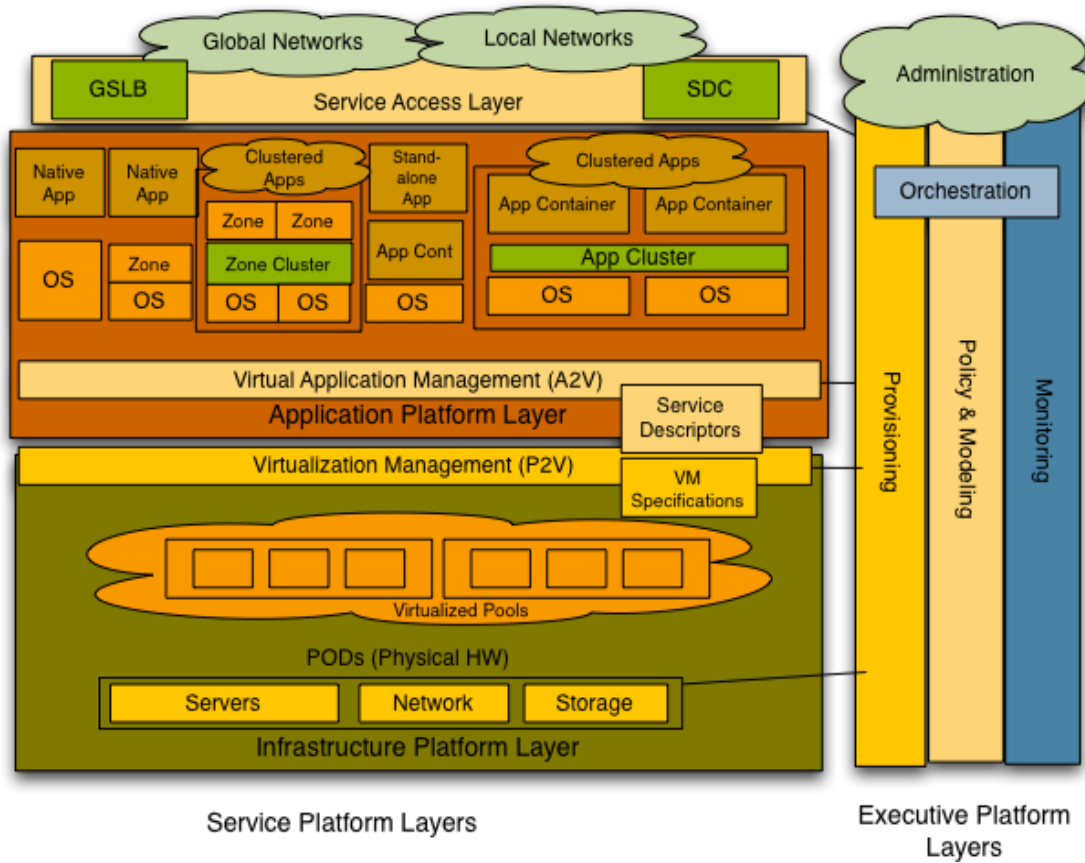 Global Networks
Local Networks
GSLB
SDC
Service Access Layer
Administration
Native
App
Native
App
Clustered
Apps
Stand-
alone
App
Clustered Apps
App Container
App Container
Orchestration
Zone
Zone
OS
Zone
OS
Zone Cluster
OS
OS
App Cont
OS
App Cluster
OS
OS
Virtual Application Management (A2V)
Application Platform Layer
Service
Descriptors
Virtualization Management (P2V)
VM
Specifications
Virtualized Pools
PODs (Physical HW)
Servers
Network
Storage
Infrastructure Platform Layer
Provisioning
Policy & Modeling
Monitoring
Service Platform Layers
Executive Platform
Layers